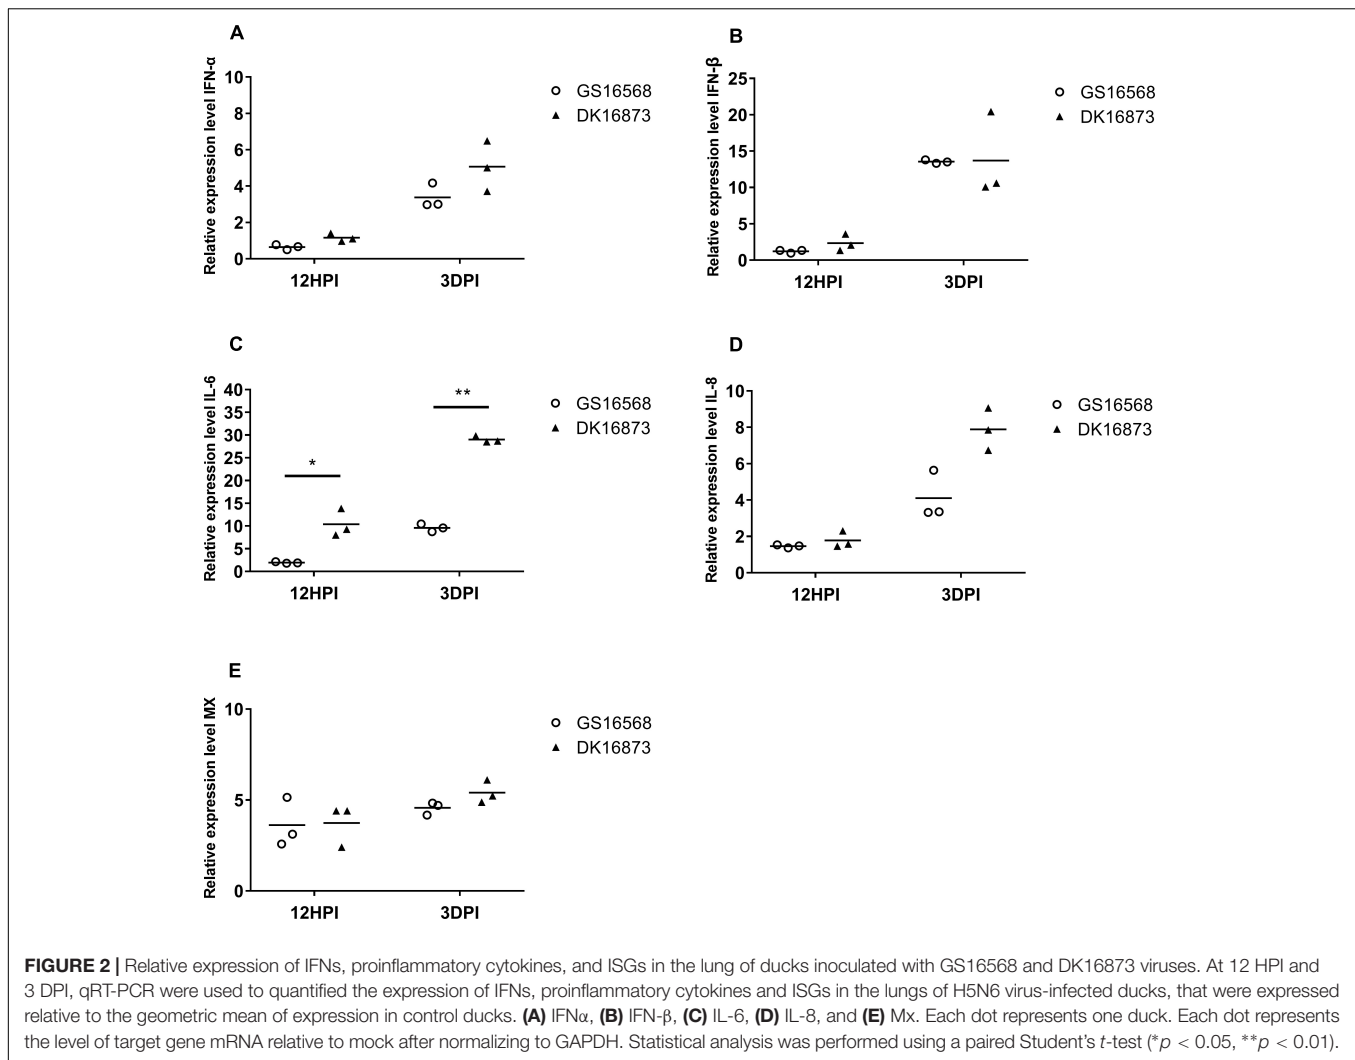 A
Relative expression level IFN-α
10
8
6
4
2
0
12HPI
3DPI
GS16568
DK16873
B
Relative expression level IFN-β
25
20
15
10
5
0
12HPI
3DPI
GS16568
DK16873
C
Relative expression level IL-6
40
35
30
25
20
15
10
5
0
*
**
12HPI
3DPI
GS16568
DK16873
D
Relative expression level IL-8
10
8
6
4
2
0
12HPI
3DPI
GS16568
DK16873
E
Relative expression level MX
10
5
0
12HPI
3DPI
GS16568
DK16873
FIGURE 2 | Relative expression of IFNs, proinflammatory cytokines, and ISGs in the lung of ducks inoculated with GS16568 and DK16873 viruses. At 12 HPI and
3 DPI, qRT-PCR were used to quantified the expression of IFNs, proinflammatory cytokines and ISGs in the lungs of H5N6 virus-infected ducks, that were expressed
relative to the geometric mean of expression in control ducks. (A) IFNα, (B) IFN-β, (C) IL-6, (D) IL-8, and (E) Mx. Each dot represents one duck. Each dot represents
the level of target gene mRNA relative to mock after normalizing to GAPDH. Statistical analysis was performed using a paired Student's t-test (*p < 0.05, **p < 0.01).